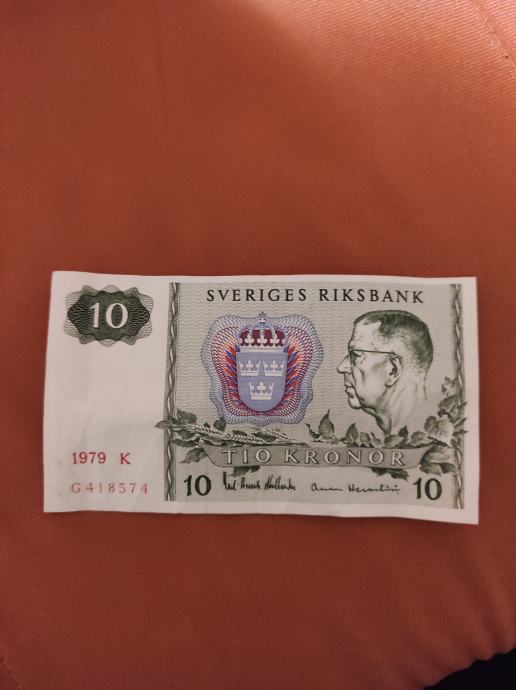 SVERIGES RIKSBANK
10
TIO KRONOR
1979 K
G418574
10
10